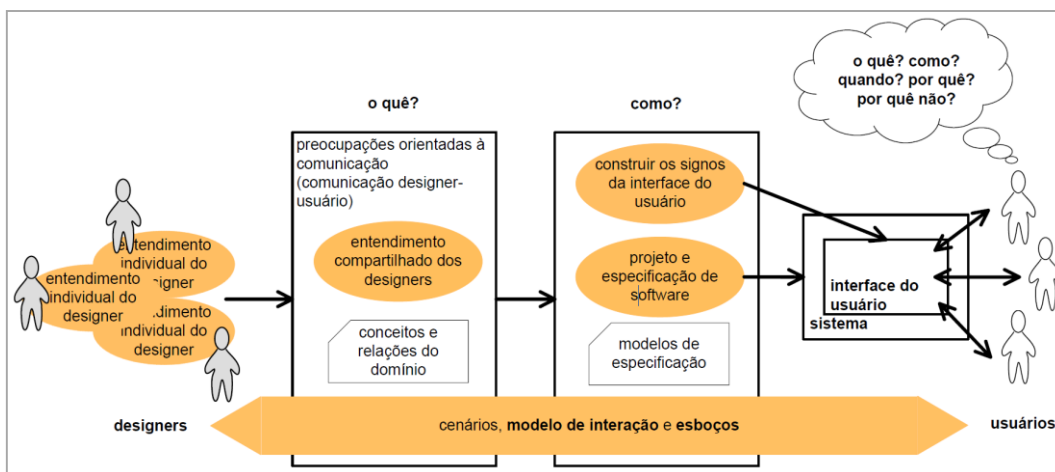 o quê?
como?
o quê? como?
quando? por quê?
por quê não?
preocupações orientadas à
comunicação
(comunicação designer-
usuário)
entendimento
compartilhado dos
designers
conceitos e
relações do
domínio
construir os signos
da interface do
usuário
projeto e
especificação de
software
modelos de
especificação
entendimento
individual do
entendimento
individual do
designer
individual do
designer
interface do
usuário
sistema
designers
cenários, modelo de interação e esboços
usuários